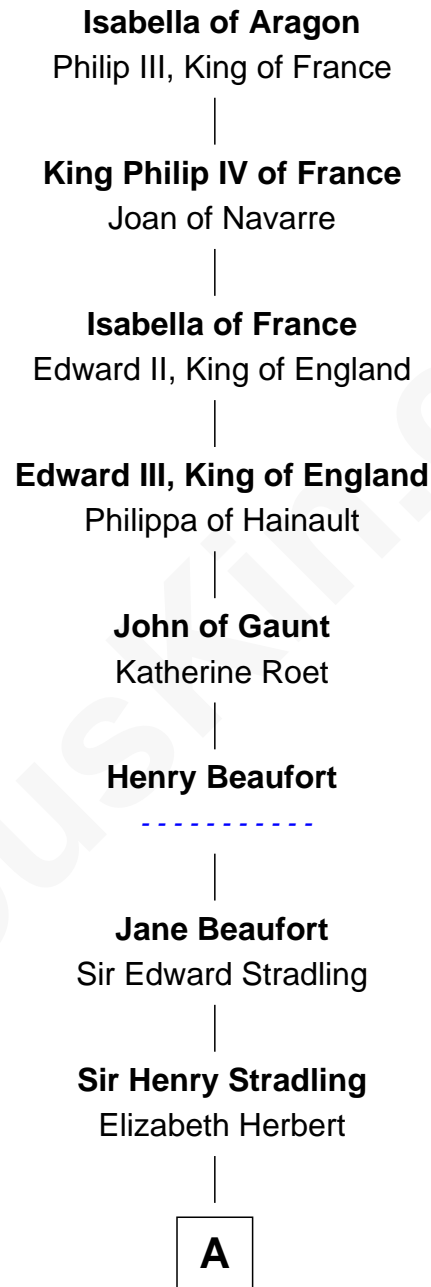 Isabella of Aragon
Philip III, King of France
King Philip IV of France
Joan of Navarre
Isabella of France
Edward II, King of England
Edward III, King of England
Philippa of Hainault
John of Gaunt
Katherine Roet
Henry Beaufort
- - - - - - - - - - -
Jane Beaufort
Sir Edward Stradling
Sir Henry Stradling
Elizabeth Herbert
A